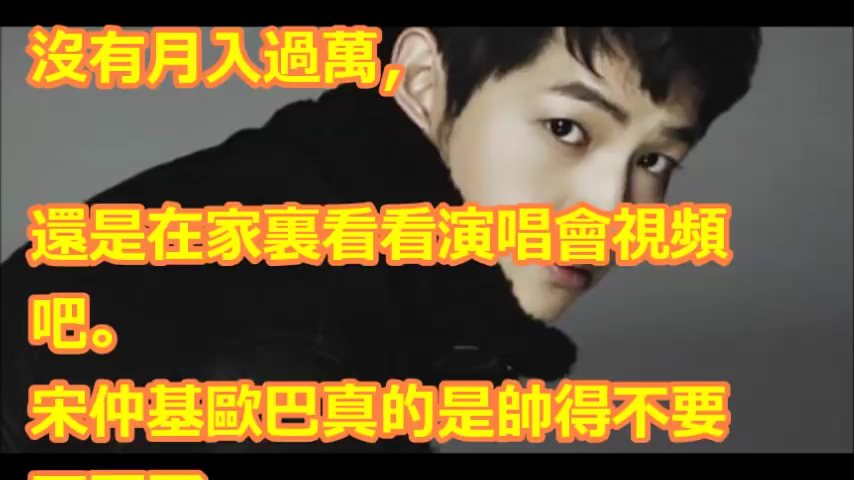 沒有月入過萬，
還是在家裏看看演唱會視頻
吧。
宋仲基歐巴真的是帥得不要